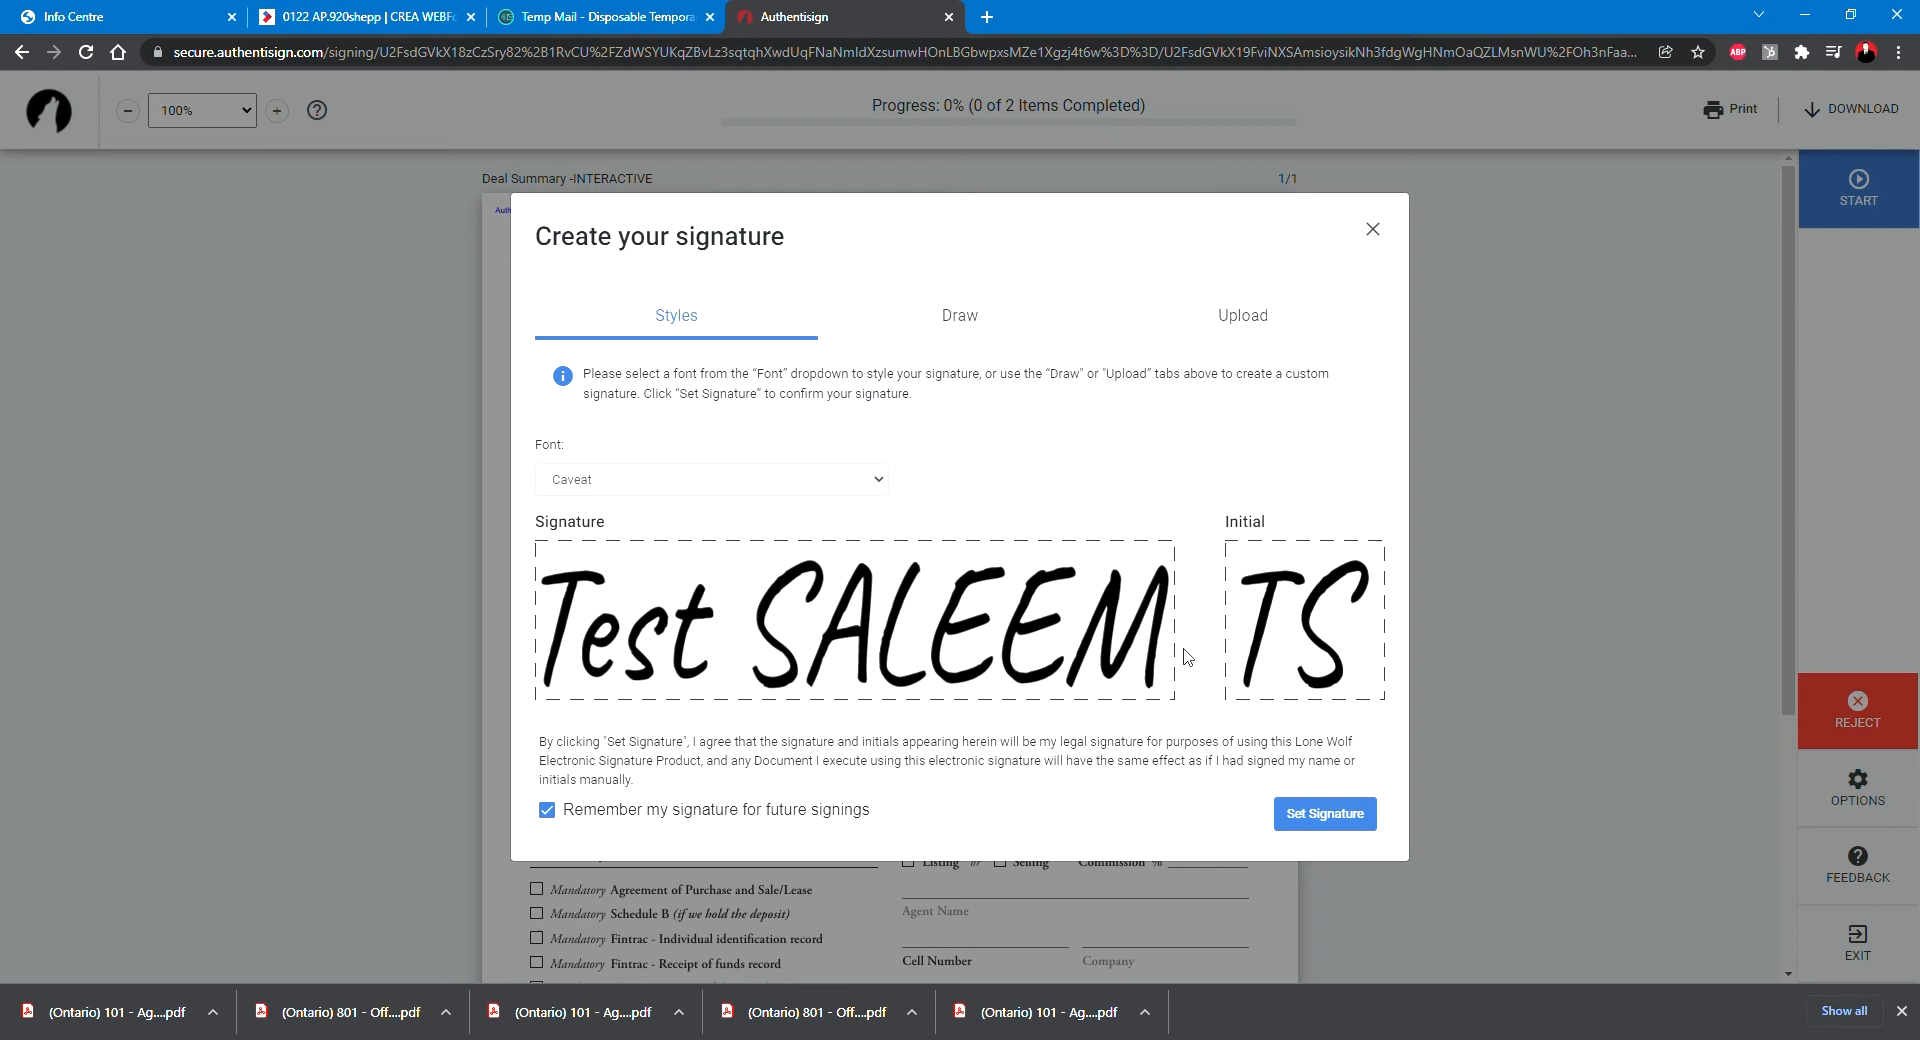 Info Centre
0122 AP.920shepp | CREA WEBFo
Temp Mail - Disposable Tempora
Authentisign
secure.authentisign.com/signing/U2FsdGVkX18zCzSry82%2B1RvCU%2FZdWSYUKqZBvLz3sqtqhXwdUqFNaNmIdXzsumwHOnLBGbwpxsMZe1Xgzj4t6w%3D%3D/U2FsdGVkX19FviNXSAmsioysikNh3fdgWgHNmOaQZLMsnWU%2FOh3nFaa...
ABP
100%
Progress: 0% (0 of 2 Items Completed)
Print
DOWNLOAD
Deal Summary -INTERACTIVE
1/1
START
Auth
Create your signature
Styles
Draw
Upload
Please select a font from the “Font” dropdown to style your signature, or use the “Draw” or “Upload” tabs above to create a custom
signature. Click “Set Signature” to confirm your signature.
Font:
Caveat
Signature
Initial
Test SALEEM
TS
By clicking "Set Signature", I agree that the signature and initials appearing herein will be my legal signature for purposes of using this Lone Wolf
Electronic Signature Product, and any Document I execute using this electronic signature will have the same effect as if I had signed my name or
initials manually.
Remember my signature for future signings
Set Signature
REJECT
OPTIONS
FEEDBACK
EXIT
Listing or Selling Commission %
Mandatory Agreement of Purchase and Sale/Lease
Mandatory Schedule B (if we hold the deposit)
Agent Name
Mandatory Fintrac - Individual identification record
Mandatory Fintrac - Receipt of funds record
Cell Number
Company
(Ontario) 101 - Ag....pdf
(Ontario) 801 - Off....pdf
(Ontario) 101 - Ag....pdf
(Ontario) 801 - Off....pdf
(Ontario) 101 - Ag....pdf
Show all